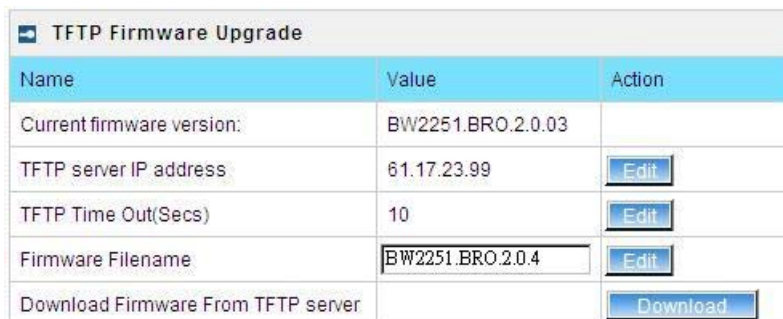 TFTP Firmware Upgrade
Name Value Action
Current firmware version: BW2251.BRO.2.0.03
TFTP server IP address 61.17.23.99 Edit
TFTP Time Out(Secs) 10 Edit
Firmware Filename BW2251.BRO.2.0.4 Edit
Download Firmware From TFTP server Download